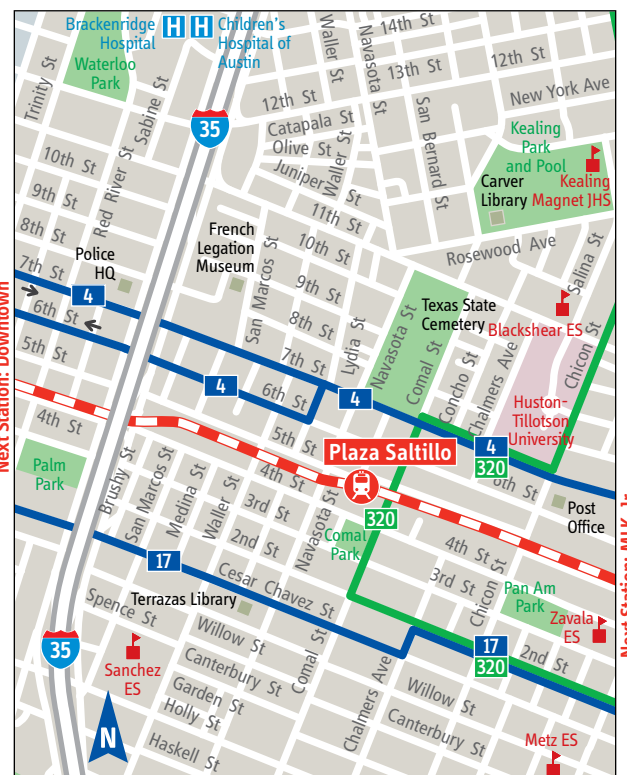 Brackenridge
Hospital
H H
Children's
Hospital of
Austin
Waterloo
Park
Trinity St
Sabine St
Waller St
Navasota St
14th St
13th St
12th St
New York Ave
12th St
Catapala St
Olive St
Juniper St
Waller St
San Bernard St
35
Kealing
Park
and Pool
Carver
Library
Kealing
Magnet JHS
10th St
9th St
8th St
7th St
6th St
5th St
Red River St
Police
HQ
4
French
Legation
Museum
San Marcos St
11th St
10th St
9th St
8th St
7th St
6th St
Lydia St
Rosewood Ave
Salina St
Texas State
Cemetery
Blackshear ES
Navasota St
Comal St
Concho St
Chalmers Ave
Chicon St
Huston-
Tillotson
University
4
4
4
320
Next Station: Downtown
4th St
5th St
Plaza Saltillo
6th St
Palm
Park
Brushy St
San Marcos St
Medina St
Waller St
4th St
3rd St
2nd St
Navasota St
320
Comal
Park
Post
Office
4th St
3rd St
Chicon St
Pan Am
Park
Zavala
ES
Next Station: MLK Jr
17
Cesar Chavez St
Terrazas Library
Spence St
Willow St
Canterbury St
Garden St
Holly St
Haskell St
Comal St
Chalmers Ave
17
320
2nd St
Willow St
Canterbury St
35
Sanchez
ES
N
Metz ES